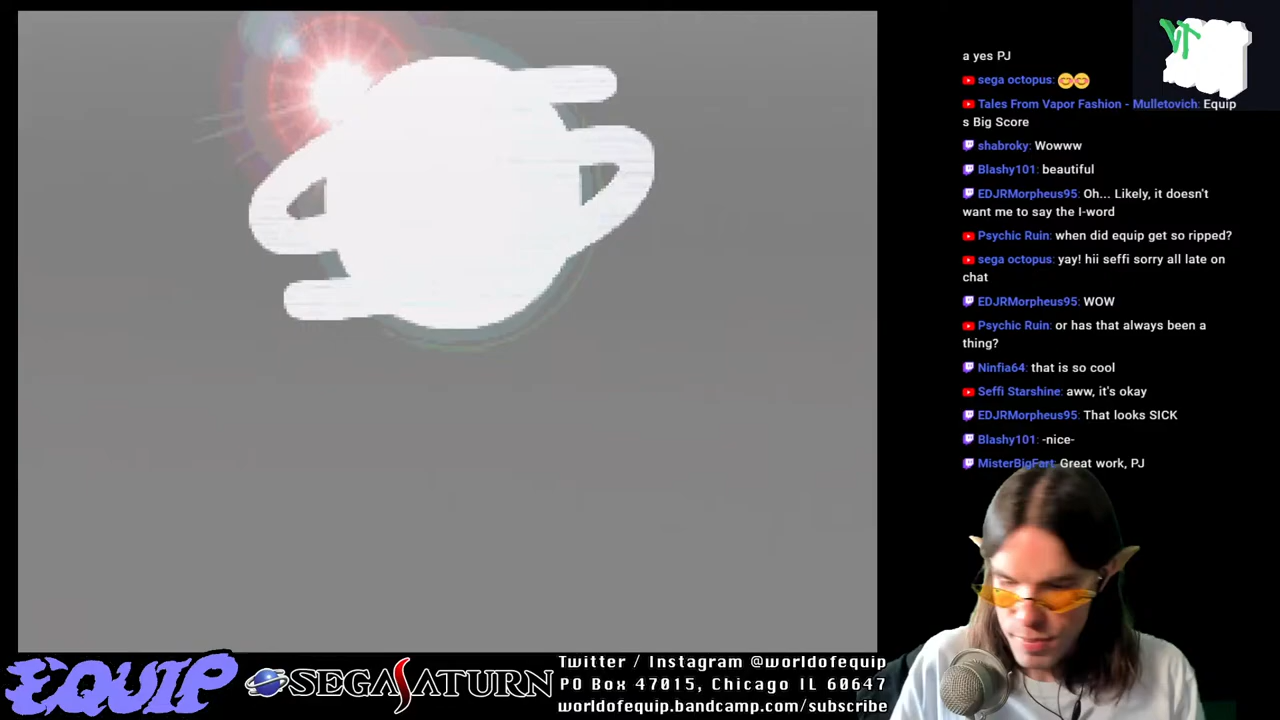 a yes PJ
sega octopus: 😊😊
Tales From Vapor Fashion - Mulletovich: Equip
s Big Score
shabroky: Wowww
Blashy101: beautiful
EDJRMorpheus95: Oh... Likely, it doesn't
want me to say the I-word
Psychic Ruin: when did equip get so ripped?
sega octopus: yay! hii seffi sorry all late on
chat
EDJRMorpheus95: WOW
Psychic Ruin: or has that always been a
thing?
Ninfia64: that is so cool
Seffi Starshine: aww, it's okay
EDJRMorpheus95: That looks SICK
Blashy101: -nice-
MisterBigFart: Great work, PJ
EQUIP
SEGA SATURN
Twitter / Instagram @worldofequip
PO Box 47015, Chicago IL 60647
worldofequip.bandcamp.com/subscribe